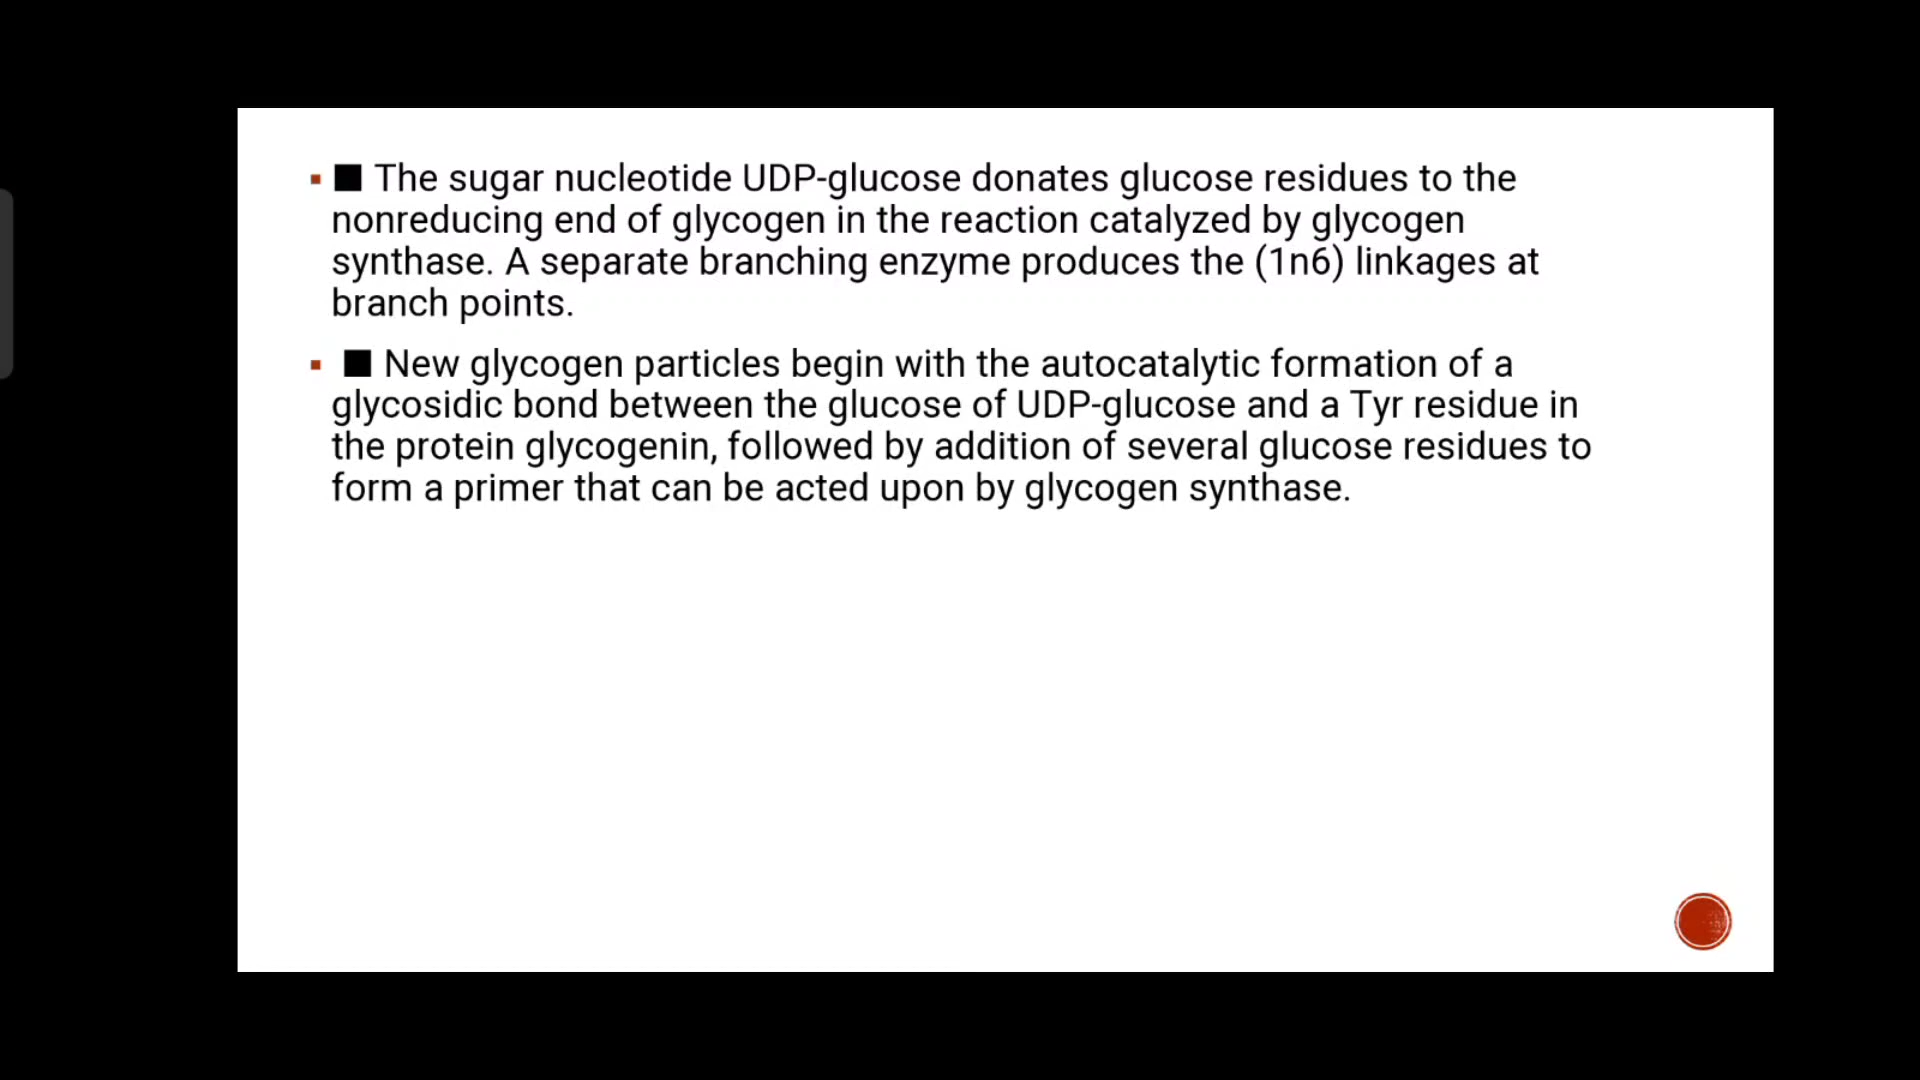 ▪ ■ The sugar nucleotide UDP-glucose donates glucose residues to the
nonreducing end of glycogen in the reaction catalyzed by glycogen
synthase. A separate branching enzyme produces the (1n6) linkages at
branch points.
▪ ■ New glycogen particles begin with the autocatalytic formation of a
glycosidic bond between the glucose of UDP-glucose and a Tyr residue in
the protein glycogenin, followed by addition of several glucose residues to
form a primer that can be acted upon by glycogen synthase.